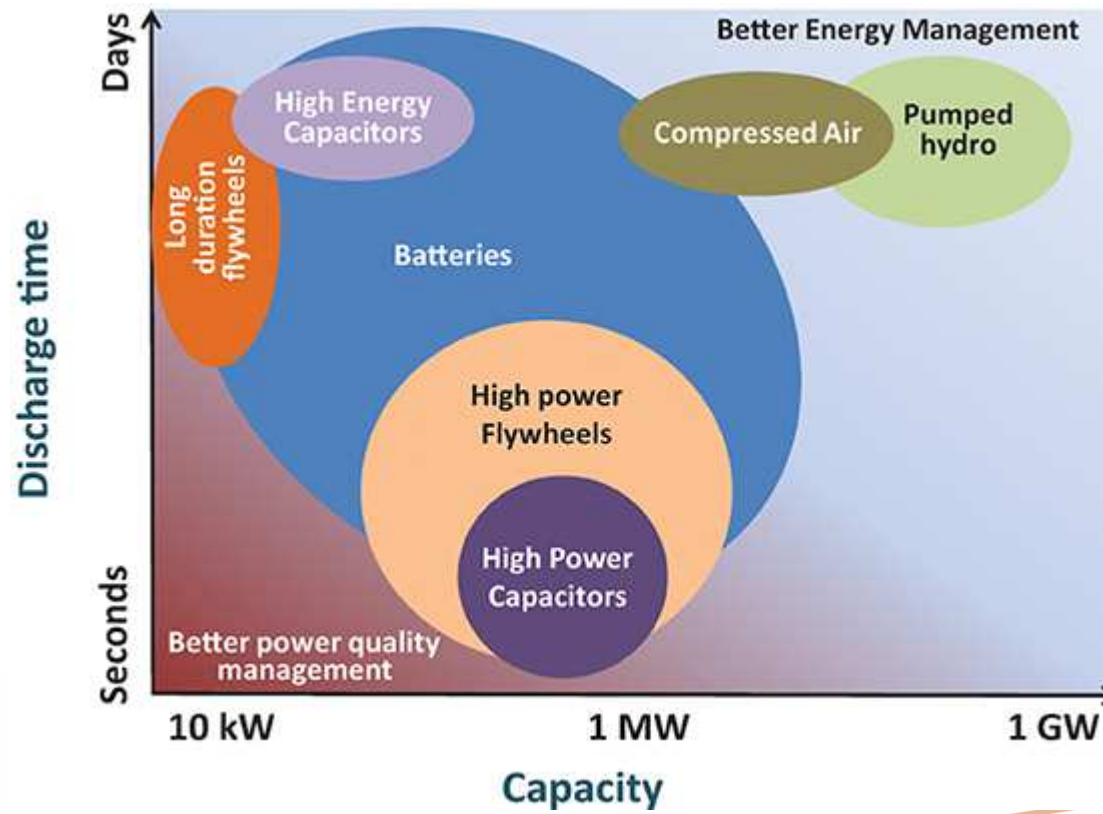 Days
Better Energy Management
High Energy
Capacitors
Compressed Air
Pumped
hydro
Long
duration
flywheels
Batteries
Discharge time
High power
Flywheels
High Power
Capacitors
Seconds
Better power quality
management
10 kW
1 MW
1 GW
Capacity